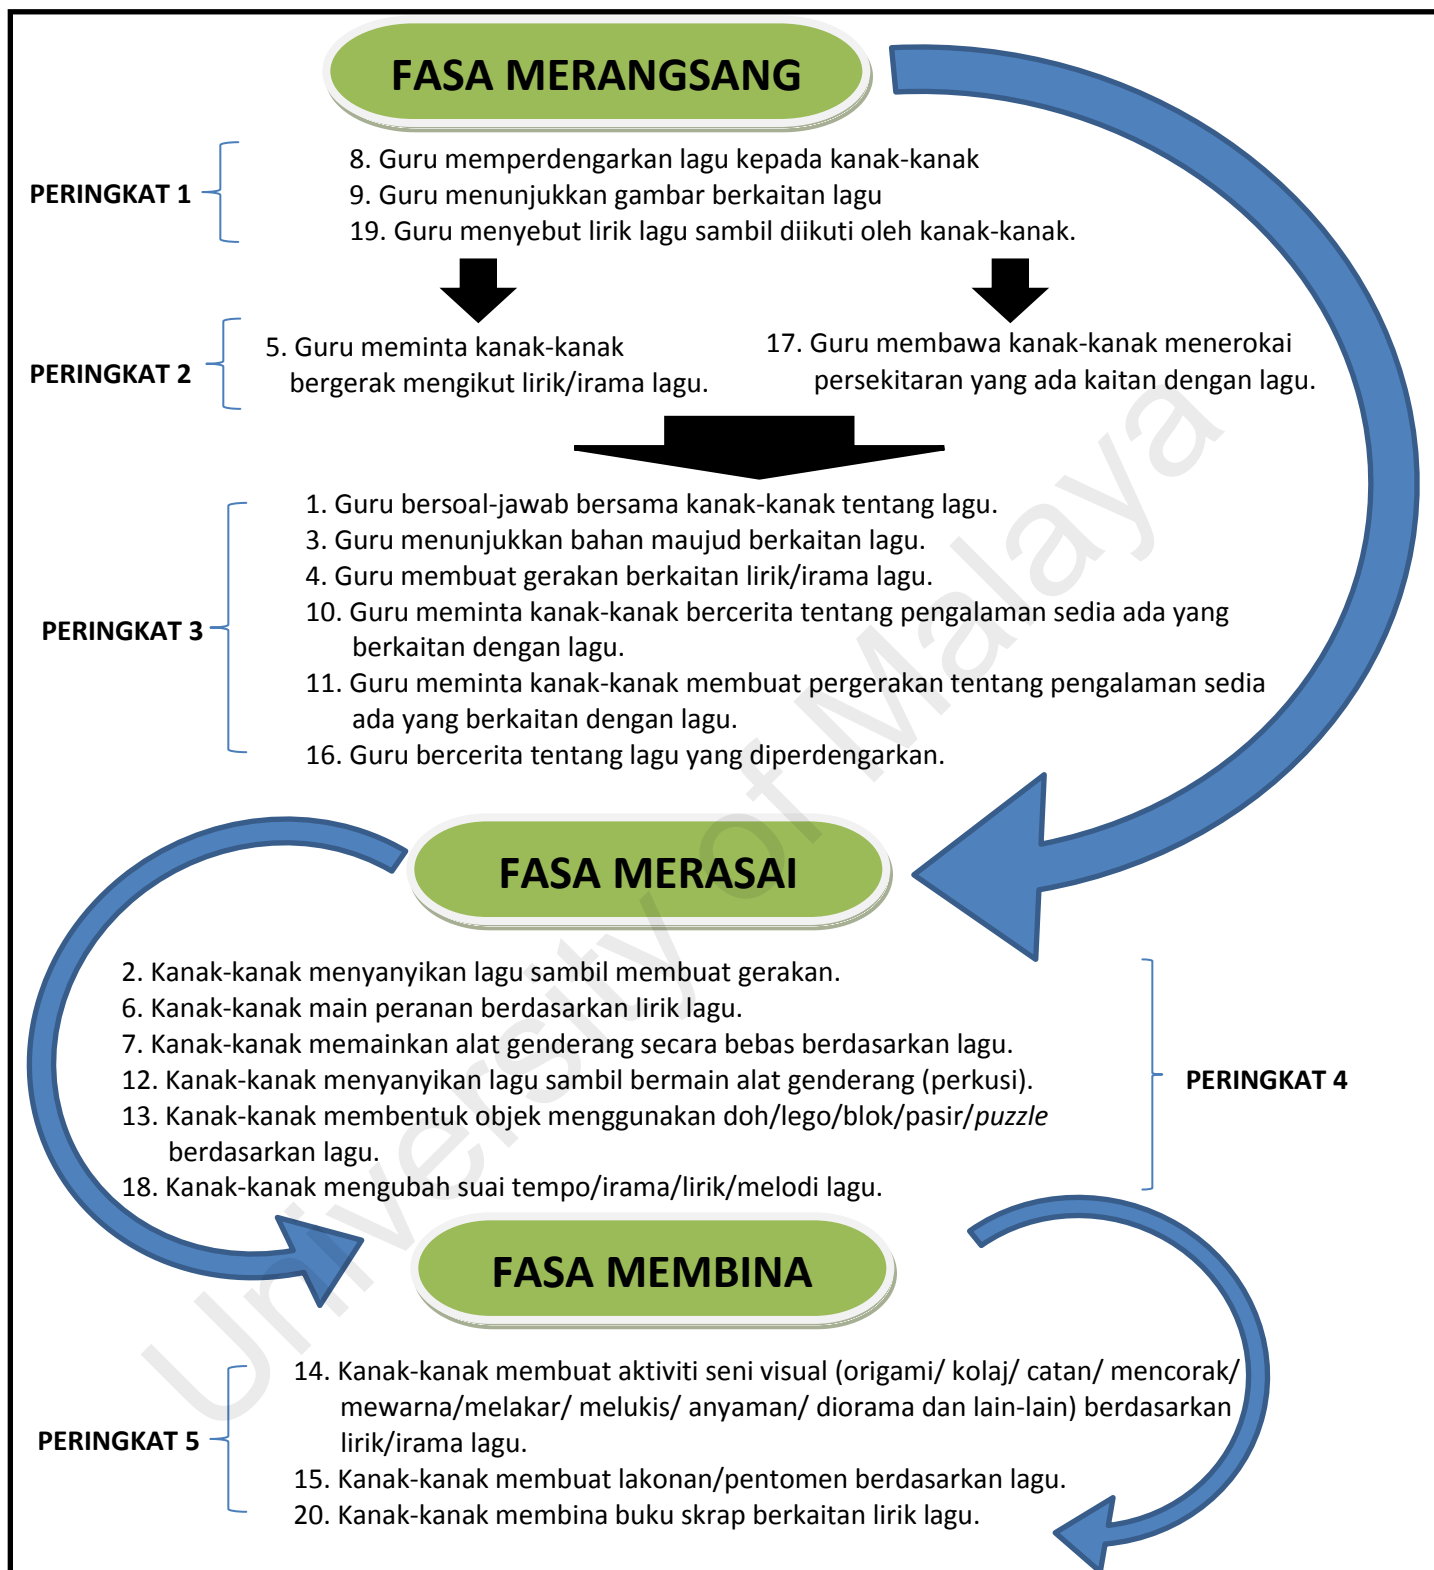 FASA MERANGSANG
PERINGKAT 1
8. Guru memperdengarkan lagu kepada kanak-kanak
9. Guru menunjukkan gambar berkaitan lagu
19. Guru menyebut lirik lagu sambil diikuti oleh kanak-kanak.
PERINGKAT 2
5. Guru meminta kanak-kanak
bergerak mengikut lirik/irama lagu.
17. Guru membawa kanak-kanak menerokai
persekitaran yang ada kaitan dengan lagu.
PERINGKAT 3
1. Guru bersoal-jawab bersama kanak-kanak tentang lagu.
3. Guru menunjukkan bahan maujud berkaitan lagu.
4. Guru membuat gerakan berkaitan lirik/irama lagu.
10. Guru meminta kanak-kanak bercerita tentang pengalaman sedia ada yang
berkaitan dengan lagu.
11. Guru meminta kanak-kanak membuat pergerakan tentang pengalaman sedia
ada yang berkaitan dengan lagu.
16. Guru bercerita tentang lagu yang diperdengarkan.
FASA MERASAI
2. Kanak-kanak menyanyikan lagu sambil membuat gerakan.
6. Kanak-kanak main peranan berdasarkan lirik lagu.
7. Kanak-kanak memainkan alat genderang secara bebas berdasarkan lagu.
12. Kanak-kanak menyanyikan lagu sambil bermain alat genderang (perkusi).
13. Kanak-kanak membentuk objek menggunakan doh/lego/blok/pasir/puzzle
berdasarkan lagu.
18. Kanak-kanak mengubah suai tempo/irama/lirik/melodi lagu.
PERINGKAT 4
FASA MEMBINA
PERINGKAT 5
14. Kanak-kanak membuat aktiviti seni visual (origami/ kolaj/ catan/ mencorak/
mewarna/melakar/ melukis/ anyaman/ diorama dan lain-lain) berdasarkan
lirik/irama lagu.
15. Kanak-kanak membuat lakonan/pentomen berdasarkan lagu.
20. Kanak-kanak membina buku skrap berkaitan lirik lagu.
University of Malaya